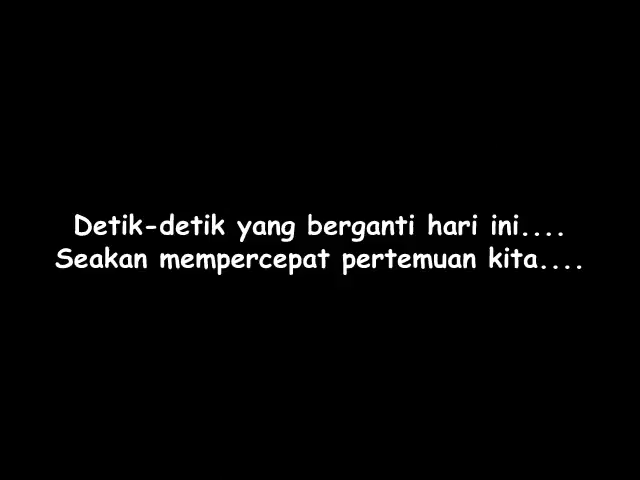 Detik-detik yang berganti hari ini....
Seakan mempercepat pertemuan kita....